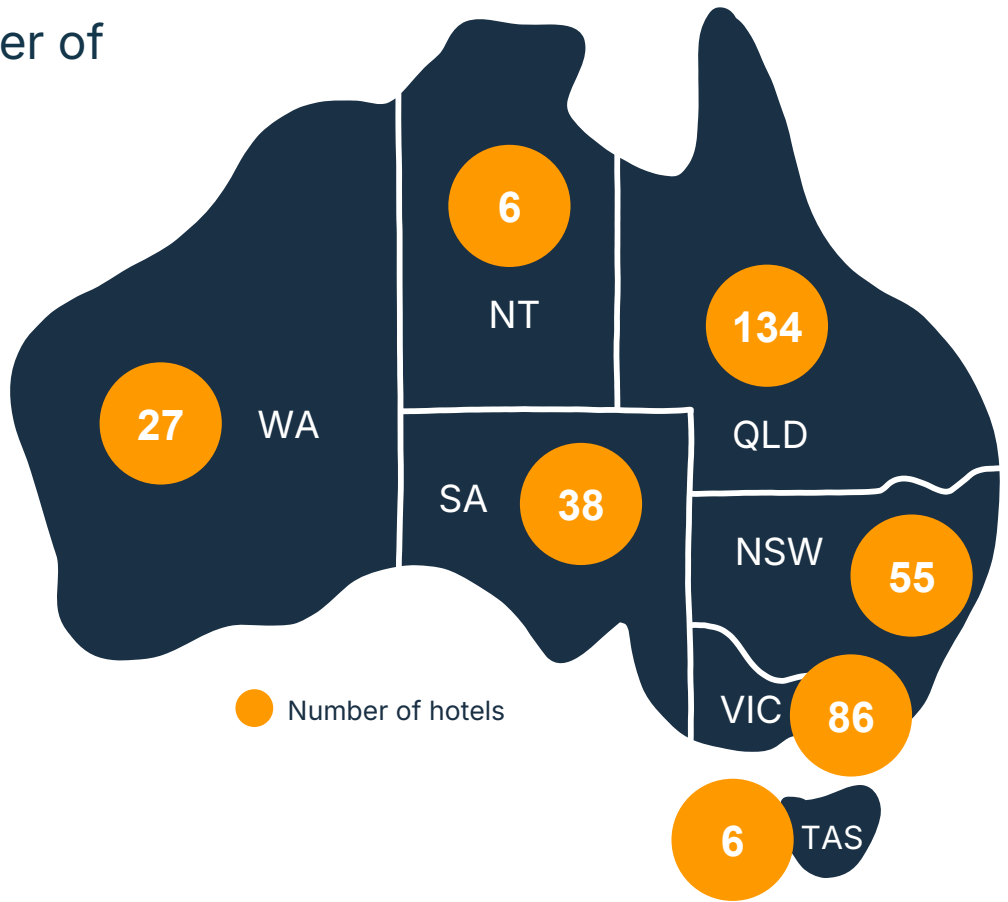 er of
6
NT
134
QLD
27
WA
SA
38
NSW
55
Number of hotels
VIC
86
6
TAS